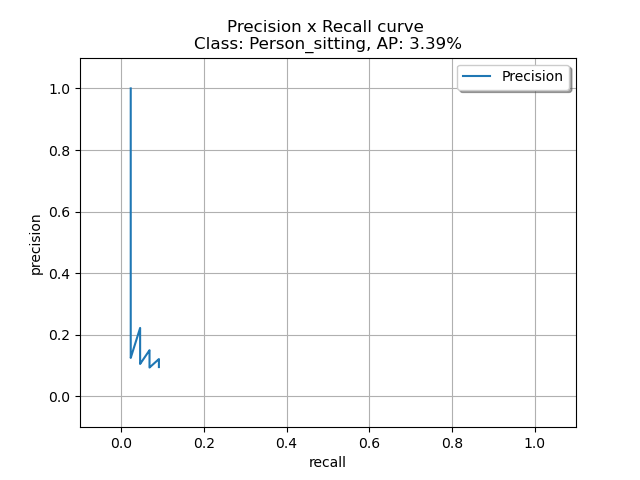 Precision x Recall curve
Class: Person_sitting, AP: 3.39%
Precision
1.0
0.8
0.6
0.4
0.2
0.0
precision
0.0 0.2 0.4 0.6 0.8 1.0
recall